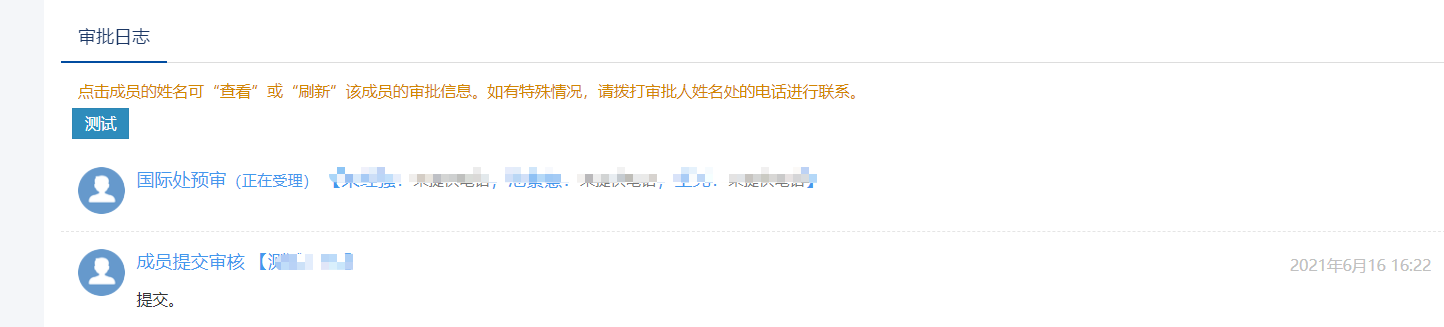 审批日志
点击成员的姓名可“查看”或“刷新”该成员的审批信息。如有特殊情况，请拨打审批人姓名处的电话进行联系。
测试
国际处预审（正在受理）
成员提交审核
2021年6月16 16:22
提交。